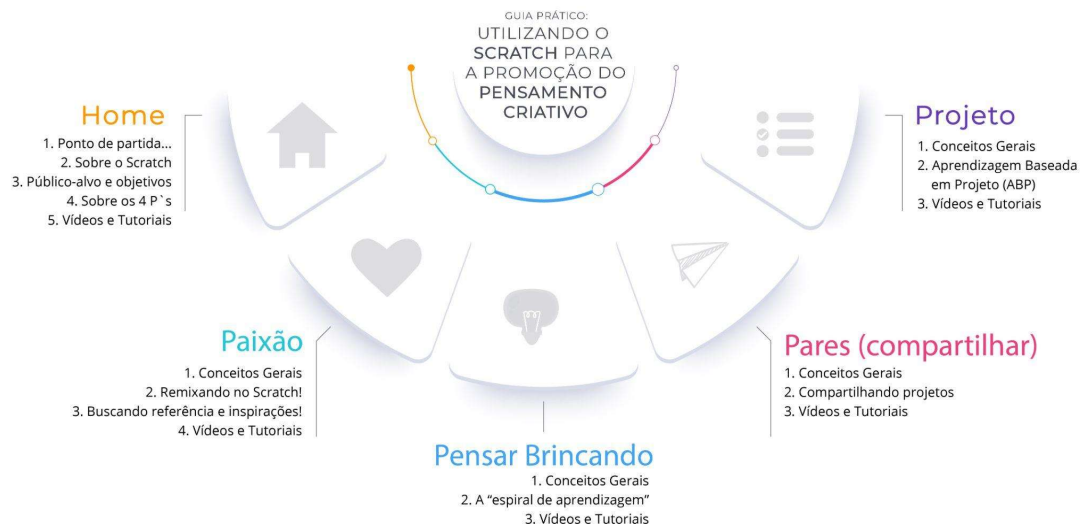 GUIA PRÁTICO:
UTILIZANDO O
SCRATCH PARA
A PROMOÇÃO DO
PENSAMENTO
CRIATIVO
Home
1. Ponto de partida...
2. Sobre o Scratch
3. Público-alvo e objetivos
4. Sobre os 4 P`s
5. Vídeos e Tutoriais
Paixão
1. Conceitos Gerais
2. Remixando no Scratch!
3. Buscando referência e inspirações!
4. Vídeos e Tutoriais
Pensar Brincando
1. Conceitos Gerais
2. A “espiral de aprendizagem”
3. Vídeos e Tutoriais
Pares (compartilhar)
1. Conceitos Gerais
2. Compartilhando projetos
3. Vídeos e Tutoriais
Projeto
1. Conceitos Gerais
2. Aprendizagem Baseada
em Projeto (ABP)
3. Vídeos e Tutoriais